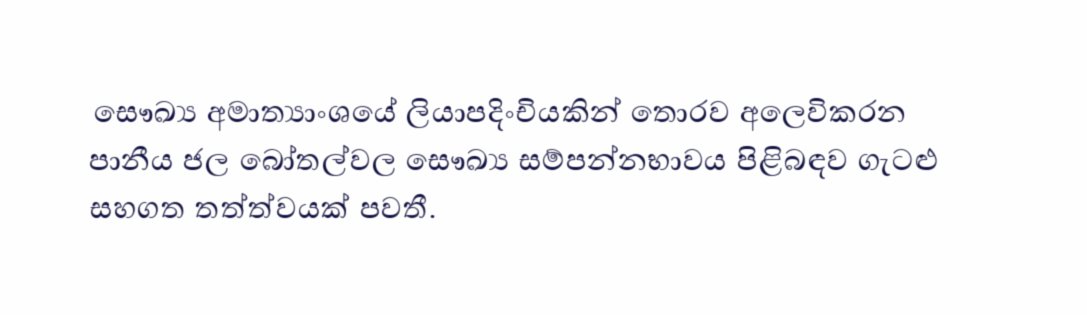 සෞඛ්‍ය අමාත්‍යාංශයේ ලියාපදිංචියකින් තොරව අලෙවිකරන
පානීය ජල බෝතල්වල සෞඛ්‍ය සම්පන්නභාවය පිළිබඳව ගැටළු
සහගත තත්ත්වයක් පවතී.